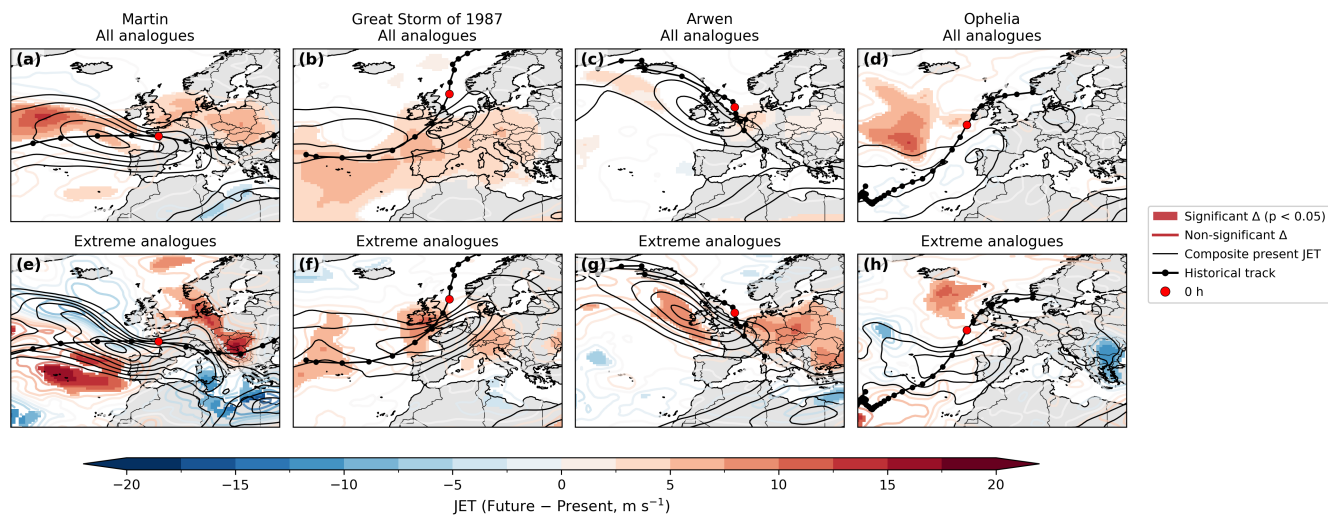 Martin
All analogues
Great Storm of 1987
All analogues
Arwen
All analogues
Ophelia
All analogues
(a)
(b)
(c)
(d)
Extreme analogues
Extreme analogues
Extreme analogues
Extreme analogues
(e)
(f)
(g)
(h)
Significant Δ (p < 0.05)
Non-significant Δ
Composite present JET
Historical track
0 h
−20
−15
−10
−5
0
5
10
15
20
JET (Future − Present, m s⁻¹)